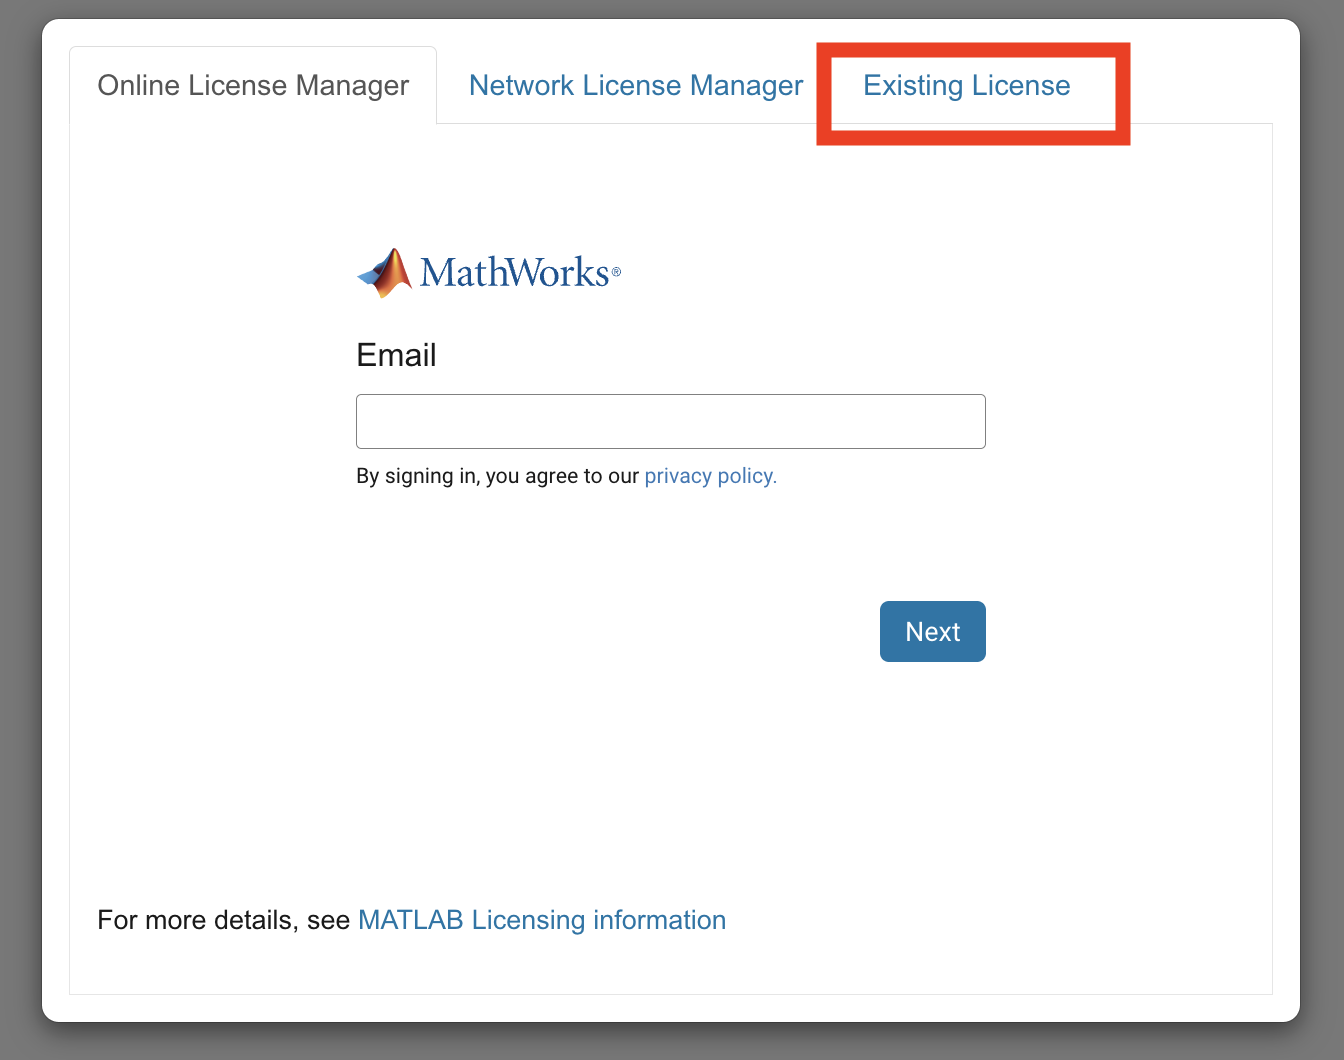 Online License Manager
Network License Manager
Existing License
MathWorks®
Email
By signing in, you agree to our privacy policy.
Next
For more details, see MATLAB Licensing information